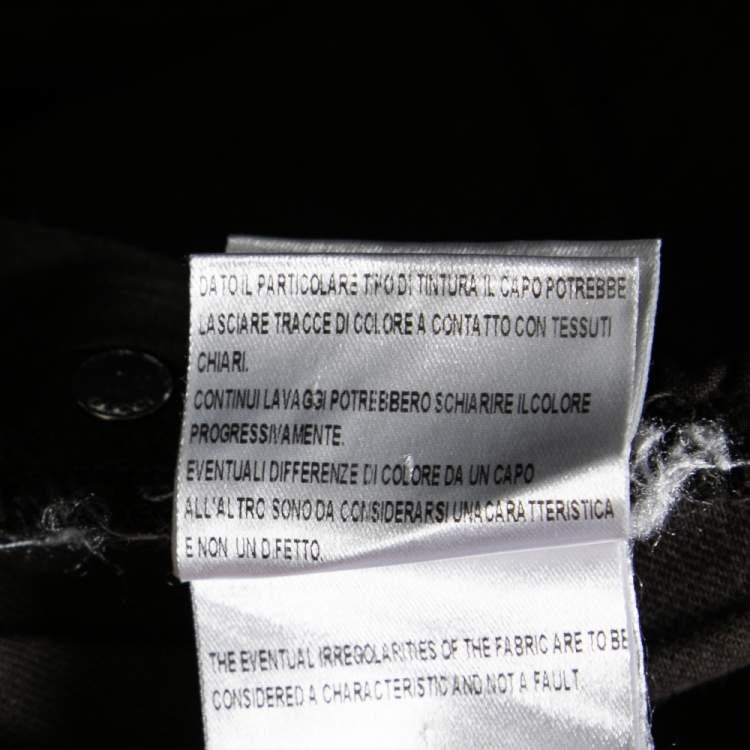 DATO IL PARTICOLARE TIPO DI TINTURA IL CAPO POTREBBE
LASCIARE TRACCE DI COLORE A CONTATTO CON TESSUTI
CHIARI.
CONTINUI LAVAGGI POTREBBERO SCHIARIRE IL COLORE
PROGRESSIVAMENTE.
EVENTUALI DIFFERENZE DI COLORE DA UN CAPO
ALL'ALTRO SONO DA CONSIDERARSI UNA CARATTERISTICA
E NON UN DIFETTO.
THE EVENTUAL IRREGOLARITIES OF THE FABRIC ARE TO BE
CONSIDERED A CHARACTERISTIC AND NOT A FAULT.